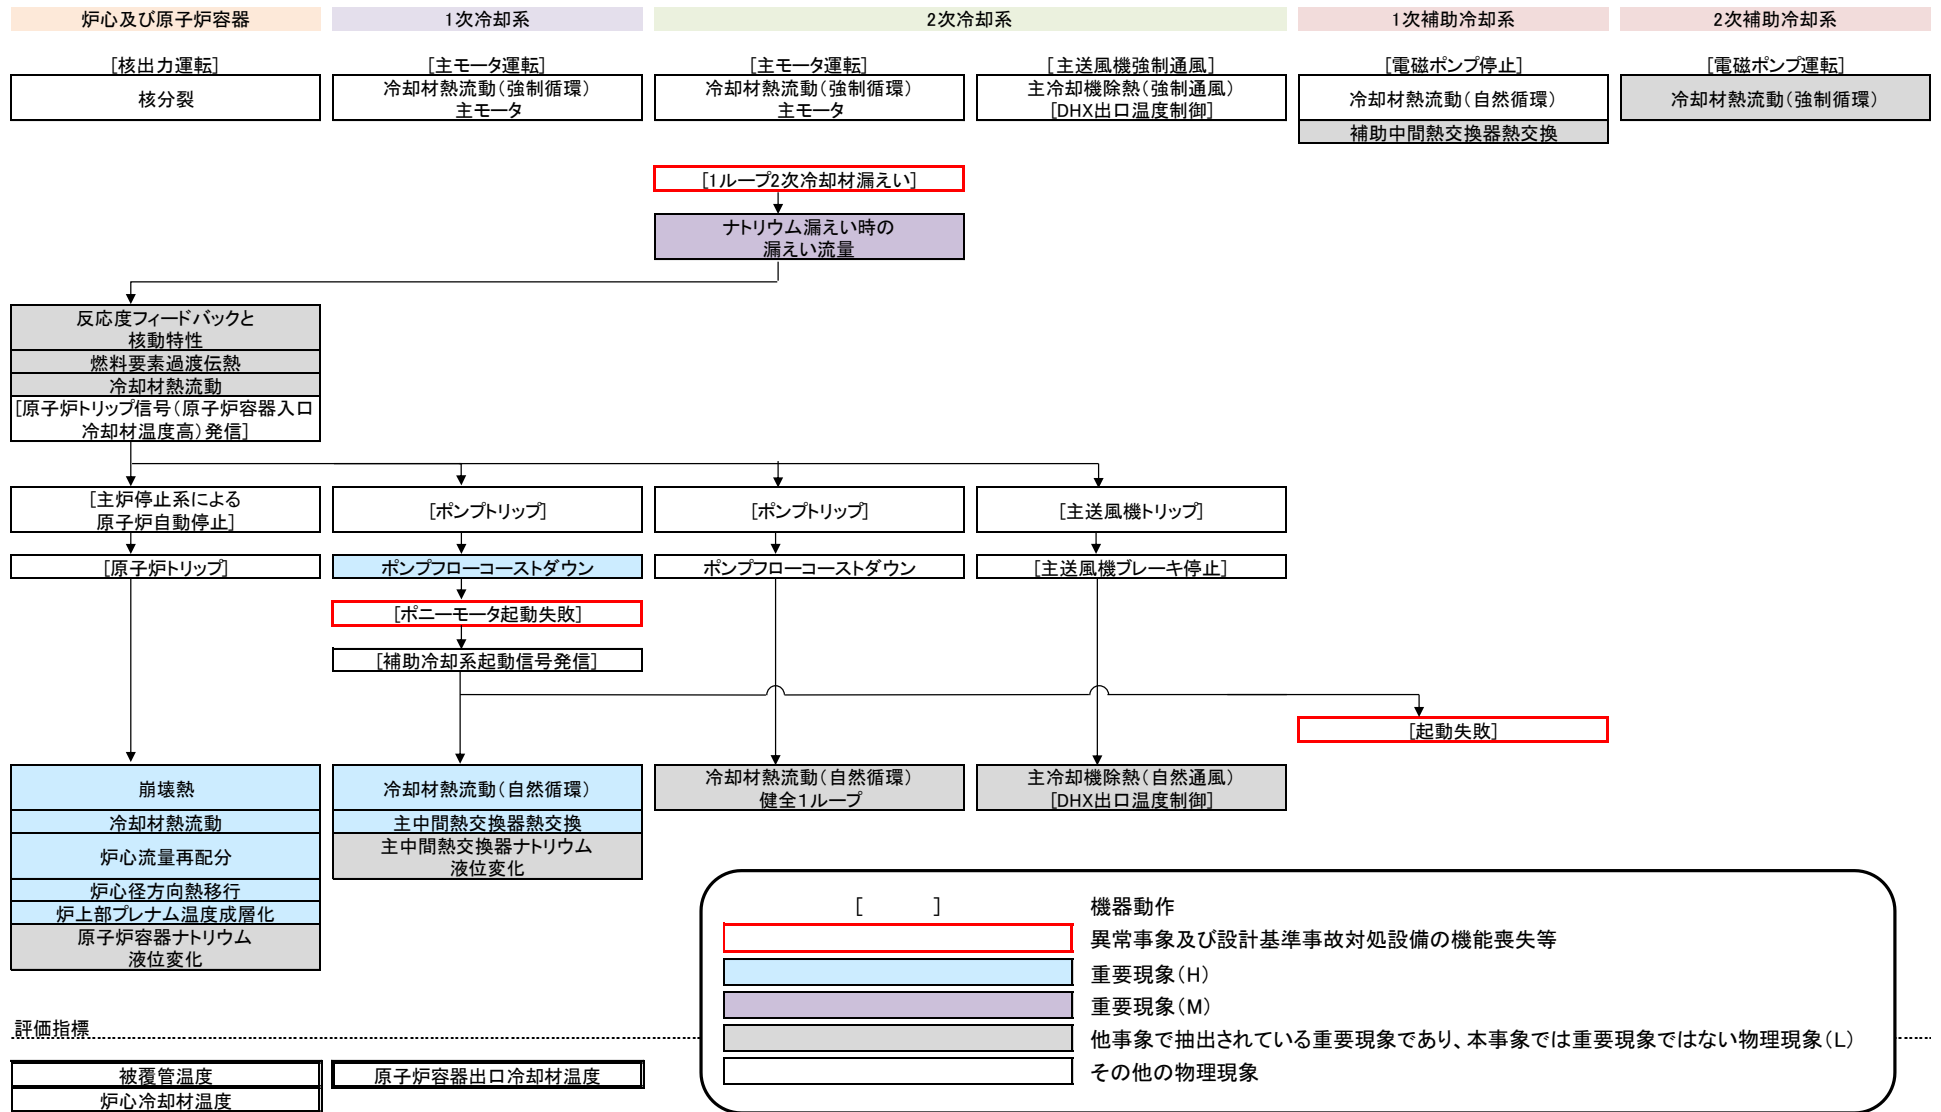 炉心及び原子炉容器
1次冷却系
2次冷却系
1次補助冷却系
2次補助冷却系
[核出力運転]
[主モータ運転]
[主モータ運転]
[主送風機強制通風]
[電磁ポンプ停止]
[電磁ポンプ運転]
核分裂
冷却材熱流動(強制循環)
主モータ
冷却材熱流動(強制循環)
主モータ
主冷却機除熱(強制通風)
[DHX出口温度制御]
冷却材熱流動(自然循環)
補助中間熱交換器熱交換
冷却材熱流動(強制循環)
[1ループ2次冷却材漏えい]
ナトリウム漏えい時の
漏えい流量
反応度フィードバックと
核動特性
燃料要素過渡伝熱
冷却材熱流動
[原子炉トリップ信号(原子炉容器入口
冷却材温度高)発信]
[主炉停止系による
原子炉自動停止]
[ポンプトリップ]
[ポンプトリップ]
[主送風機トリップ]
[原子炉トリップ]
ポンプフローコーストダウン
ポンプフローコーストダウン
[主送風機ブレーキ停止]
[ポニーモータ起動失敗]
[補助冷却系起動信号発信]
[起動失敗]
崩壊熱
冷却材熱流動
炉心流量再配分
炉心径方向熱移行
炉上部プレナム温度成層化
原子炉容器ナトリウム
液位変化
冷却材熱流動(自然循環)
主中間熱交換器熱交換
主中間熱交換器ナトリウム
液位変化
冷却材熱流動(自然循環)
健全1ループ
主冷却機除熱(自然通風)
[DHX出口温度制御]
[ ] 機器動作
異常事象及び設計基準事故対処設備の機能喪失等
重要現象(H)
重要現象(M)
他事象で抽出されている重要現象であり、本事象では重要現象ではない物理現象(L)
その他の物理現象
評価指標
被覆管温度
炉心冷却材温度
原子炉容器出口冷却材温度